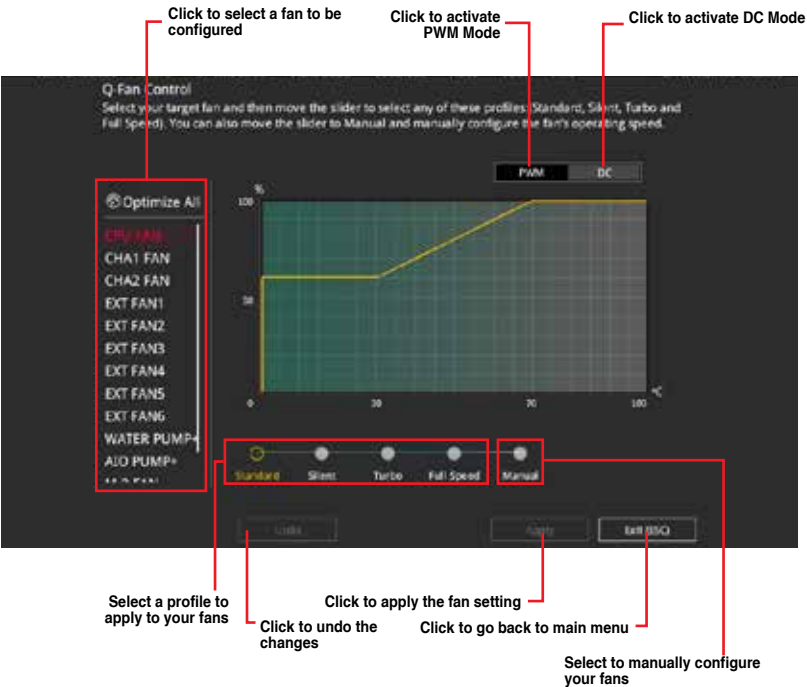 Click to select a fan to be
configured
Click to activate
PWM Mode
Click to activate DC Mode
Q-Fan Control
Select your target fan and then move the slider to select any of these profiles (Standard, Silent, Turbo and
Full Speed). You can also move the slider to Manual and manually configure the fan's operating speed.
PWM
DC
Optimize All
CPU FAN
CHA1 FAN
CHA2 FAN
EXT FAN1
EXT FAN2
EXT FAN3
EXT FAN4
EXT FAN5
EXT FAN6
WATER PUMP+
AIO PUMP+
%
100
50
0
30
70
100
°C
Standard
Silent
Turbo
Full Speed
Manual
Undo
Apply
Exit (ESC)
Select a profile to
apply to your fans
Click to undo the
changes
Click to apply the fan setting
Click to go back to main menu
Select to manually configure
your fans